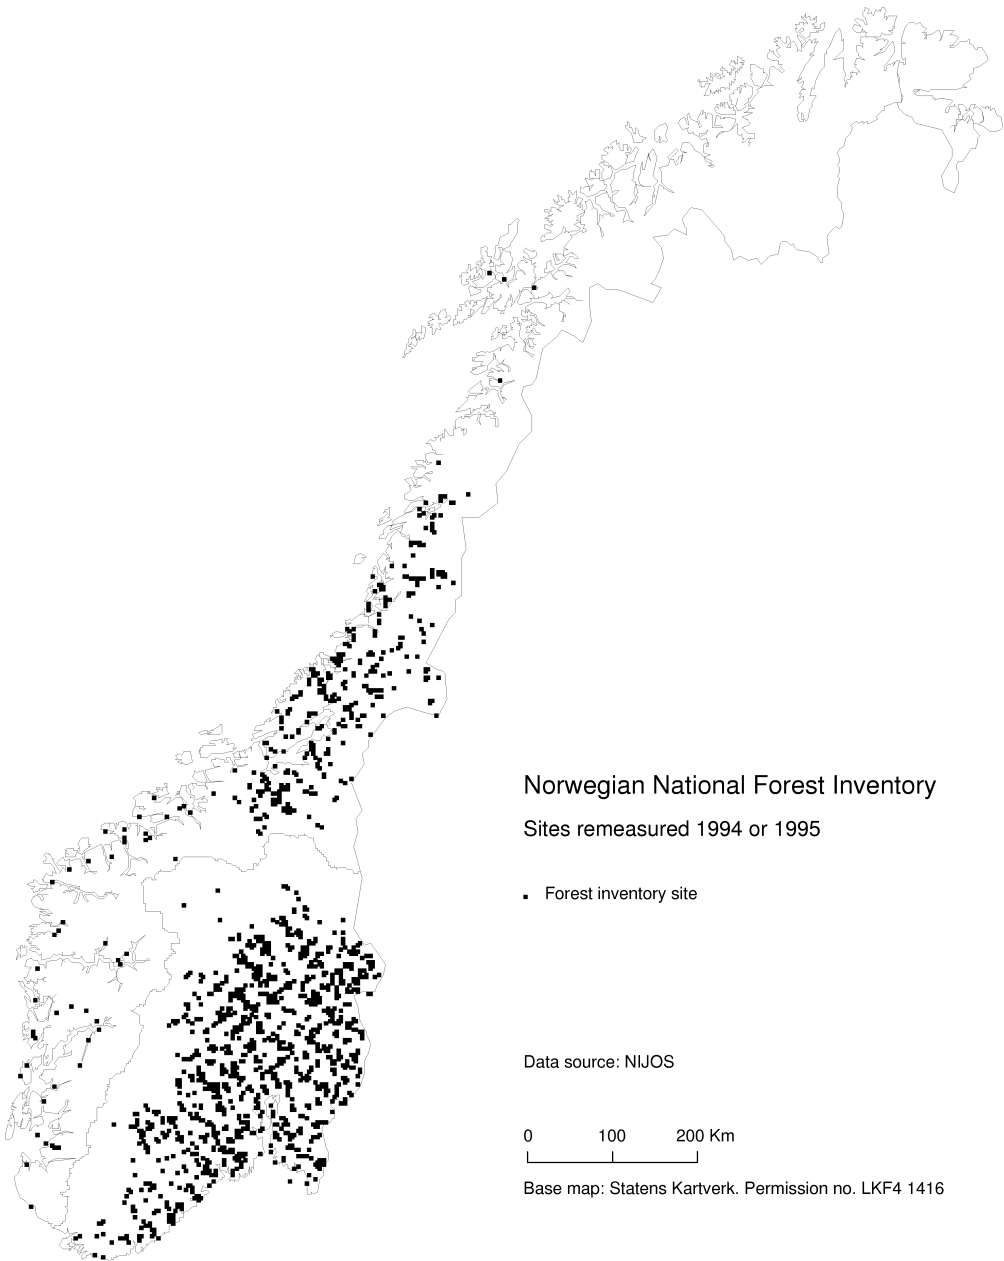 Norwegian National Forest Inventory
Sites remeasured 1994 or 1995
Forest inventory site
Data source: NIJOS
0 100 200 Km
Base map: Statens Kartverk. Permission no. LKF4 1416